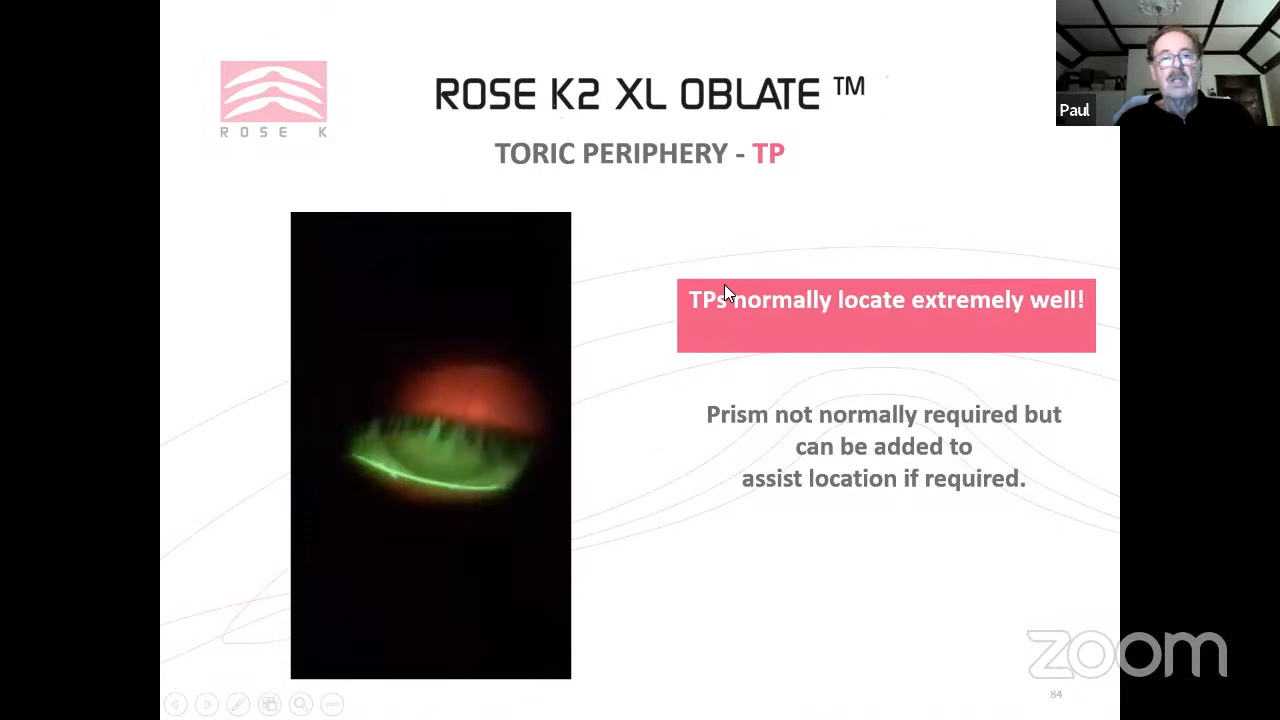 Paul
ROSE K
ROSE K2 XL OBLATE ™
TORIC PERIPHERY - TP
TPs normally locate extremely well!
Prism not normally required but
can be added to
assist location if required.
zoom
84